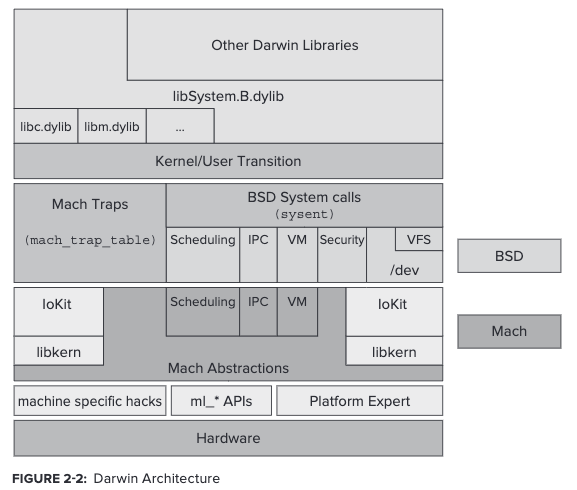 Other Darwin Libraries
libSystem.B.dylib
libc.dylib libm.dylib ...
Kernel/User Transition
Mach Traps
(mach_trap_table)
BSD System calls
(sysent)
Scheduling IPC VM Security VFS
/dev
BSD
IoKit Scheduling IPC VM IoKit
Mach
libkern libkern
Mach Abstractions
machine specific hacks ml_* APIs Platform Expert
Hardware
FIGURE 2-2: Darwin Architecture